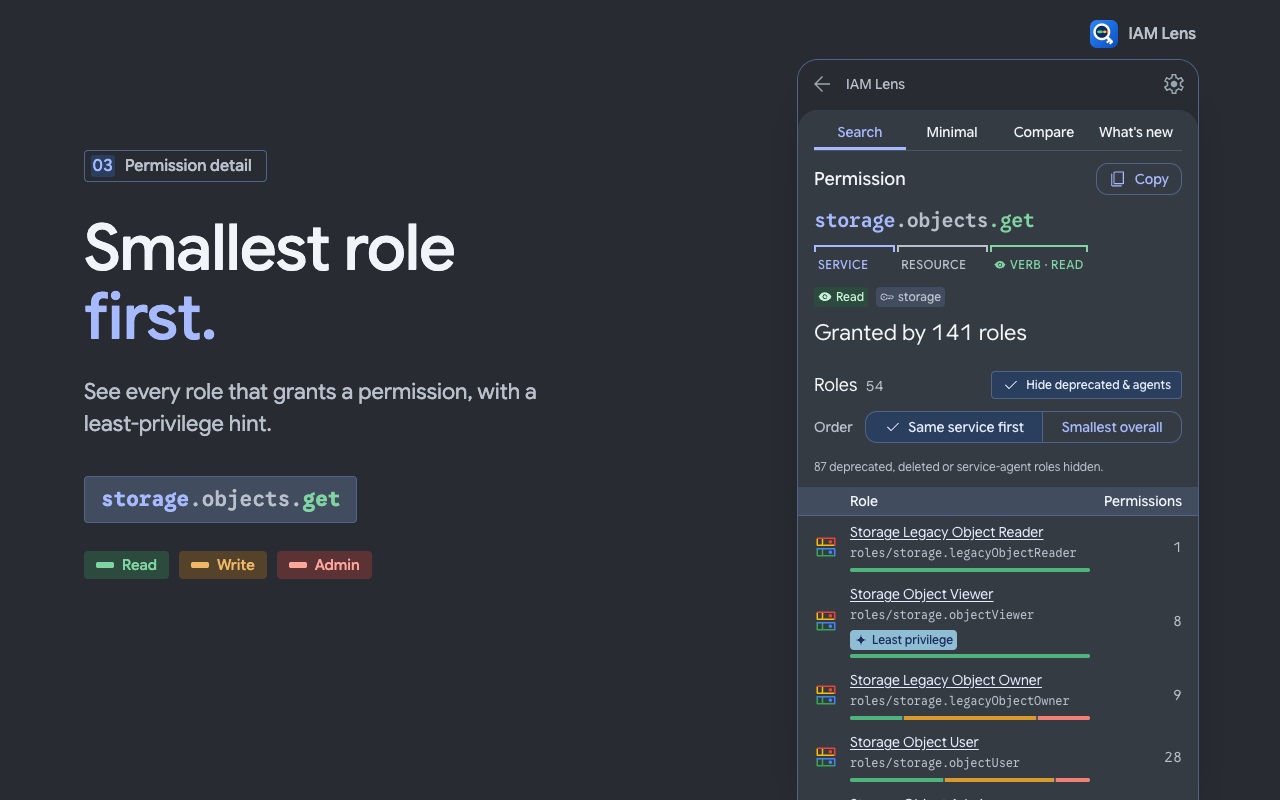 IAM Lens
03 Permission detail
Smallest role
first.
See every role that grants a permission, with a
least-privilege hint.
storage.objects.get
Read Write Admin
IAM Lens
Search Minimal Compare What's new
Permission Copy
storage.objects.get
SERVICE RESOURCE VERB · READ
Read storage
Granted by 141 roles
Roles 54 Hide deprecated & agents
Order Same service first Smallest overall
87 deprecated, deleted or service-agent roles hidden.
Role Permissions
Storage Legacy Object Reader
roles/storage.legacyObjectReader 1
Storage Object Viewer
roles/storage.objectViewer 8
Least privilege
Storage Legacy Object Owner
roles/storage.legacyObjectOwner 9
Storage Object User
roles/storage.objectUser 28